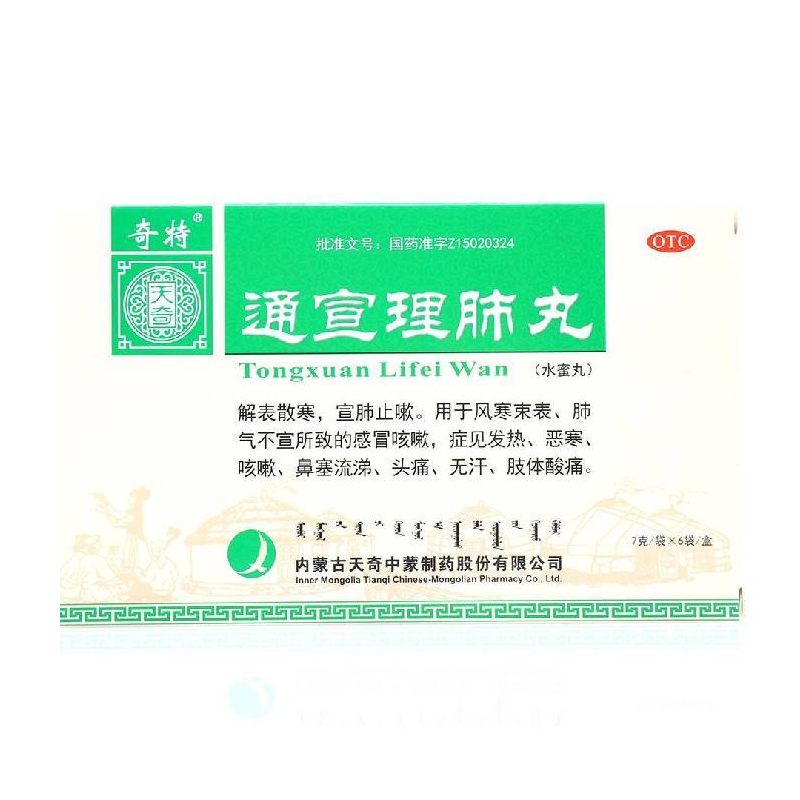 奇特®
天奇
批准文号：国药准字Z15020324
OTC
通宣理肺丸
Tongxuan Lifei Wan （水蜜丸）
解表散寒，宣肺止嗽。用于风寒束表、肺
气不宣所致的感冒咳嗽，症见发热、恶寒、
咳嗽、鼻塞流涕、头痛、无汗、肢体酸痛。
7克/袋×6袋/盒
内蒙古天奇中蒙制药股份有限公司
Inner Mongolia Tianqi Chinese-Mongolian Pharmacy Co., Ltd.